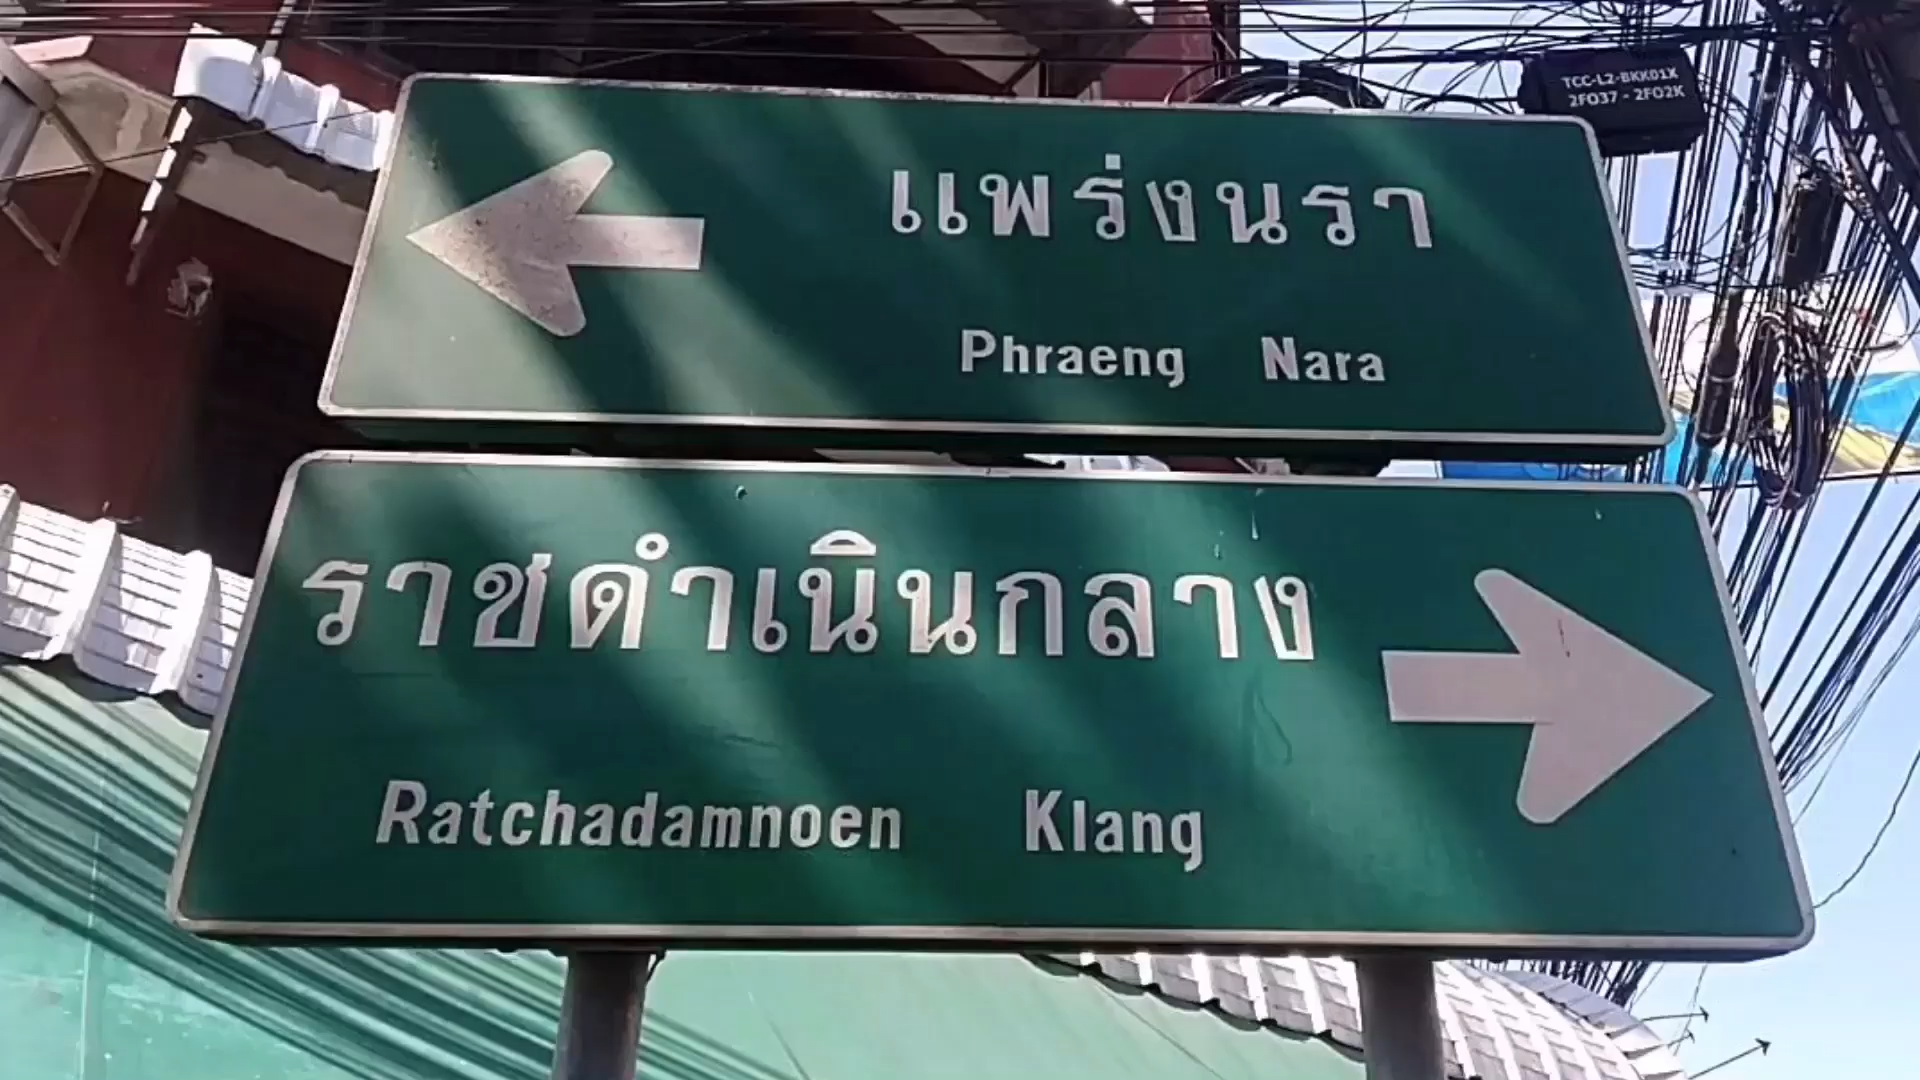 TCC-L2-BKK01X
2FO37 - 2FO2K
แพร่งนรา
Phraeng Nara
ราชดำเนินกลาง
Ratchadamnoen Klang